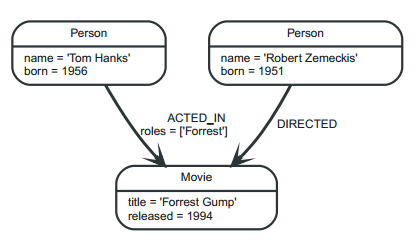 Person
name = 'Tom Hanks'
born = 1956
Person
name = 'Robert Zemeckis'
born = 1951
ACTED_IN
roles = ['Forrest']
DIRECTED
Movie
title = 'Forrest Gump'
released = 1994